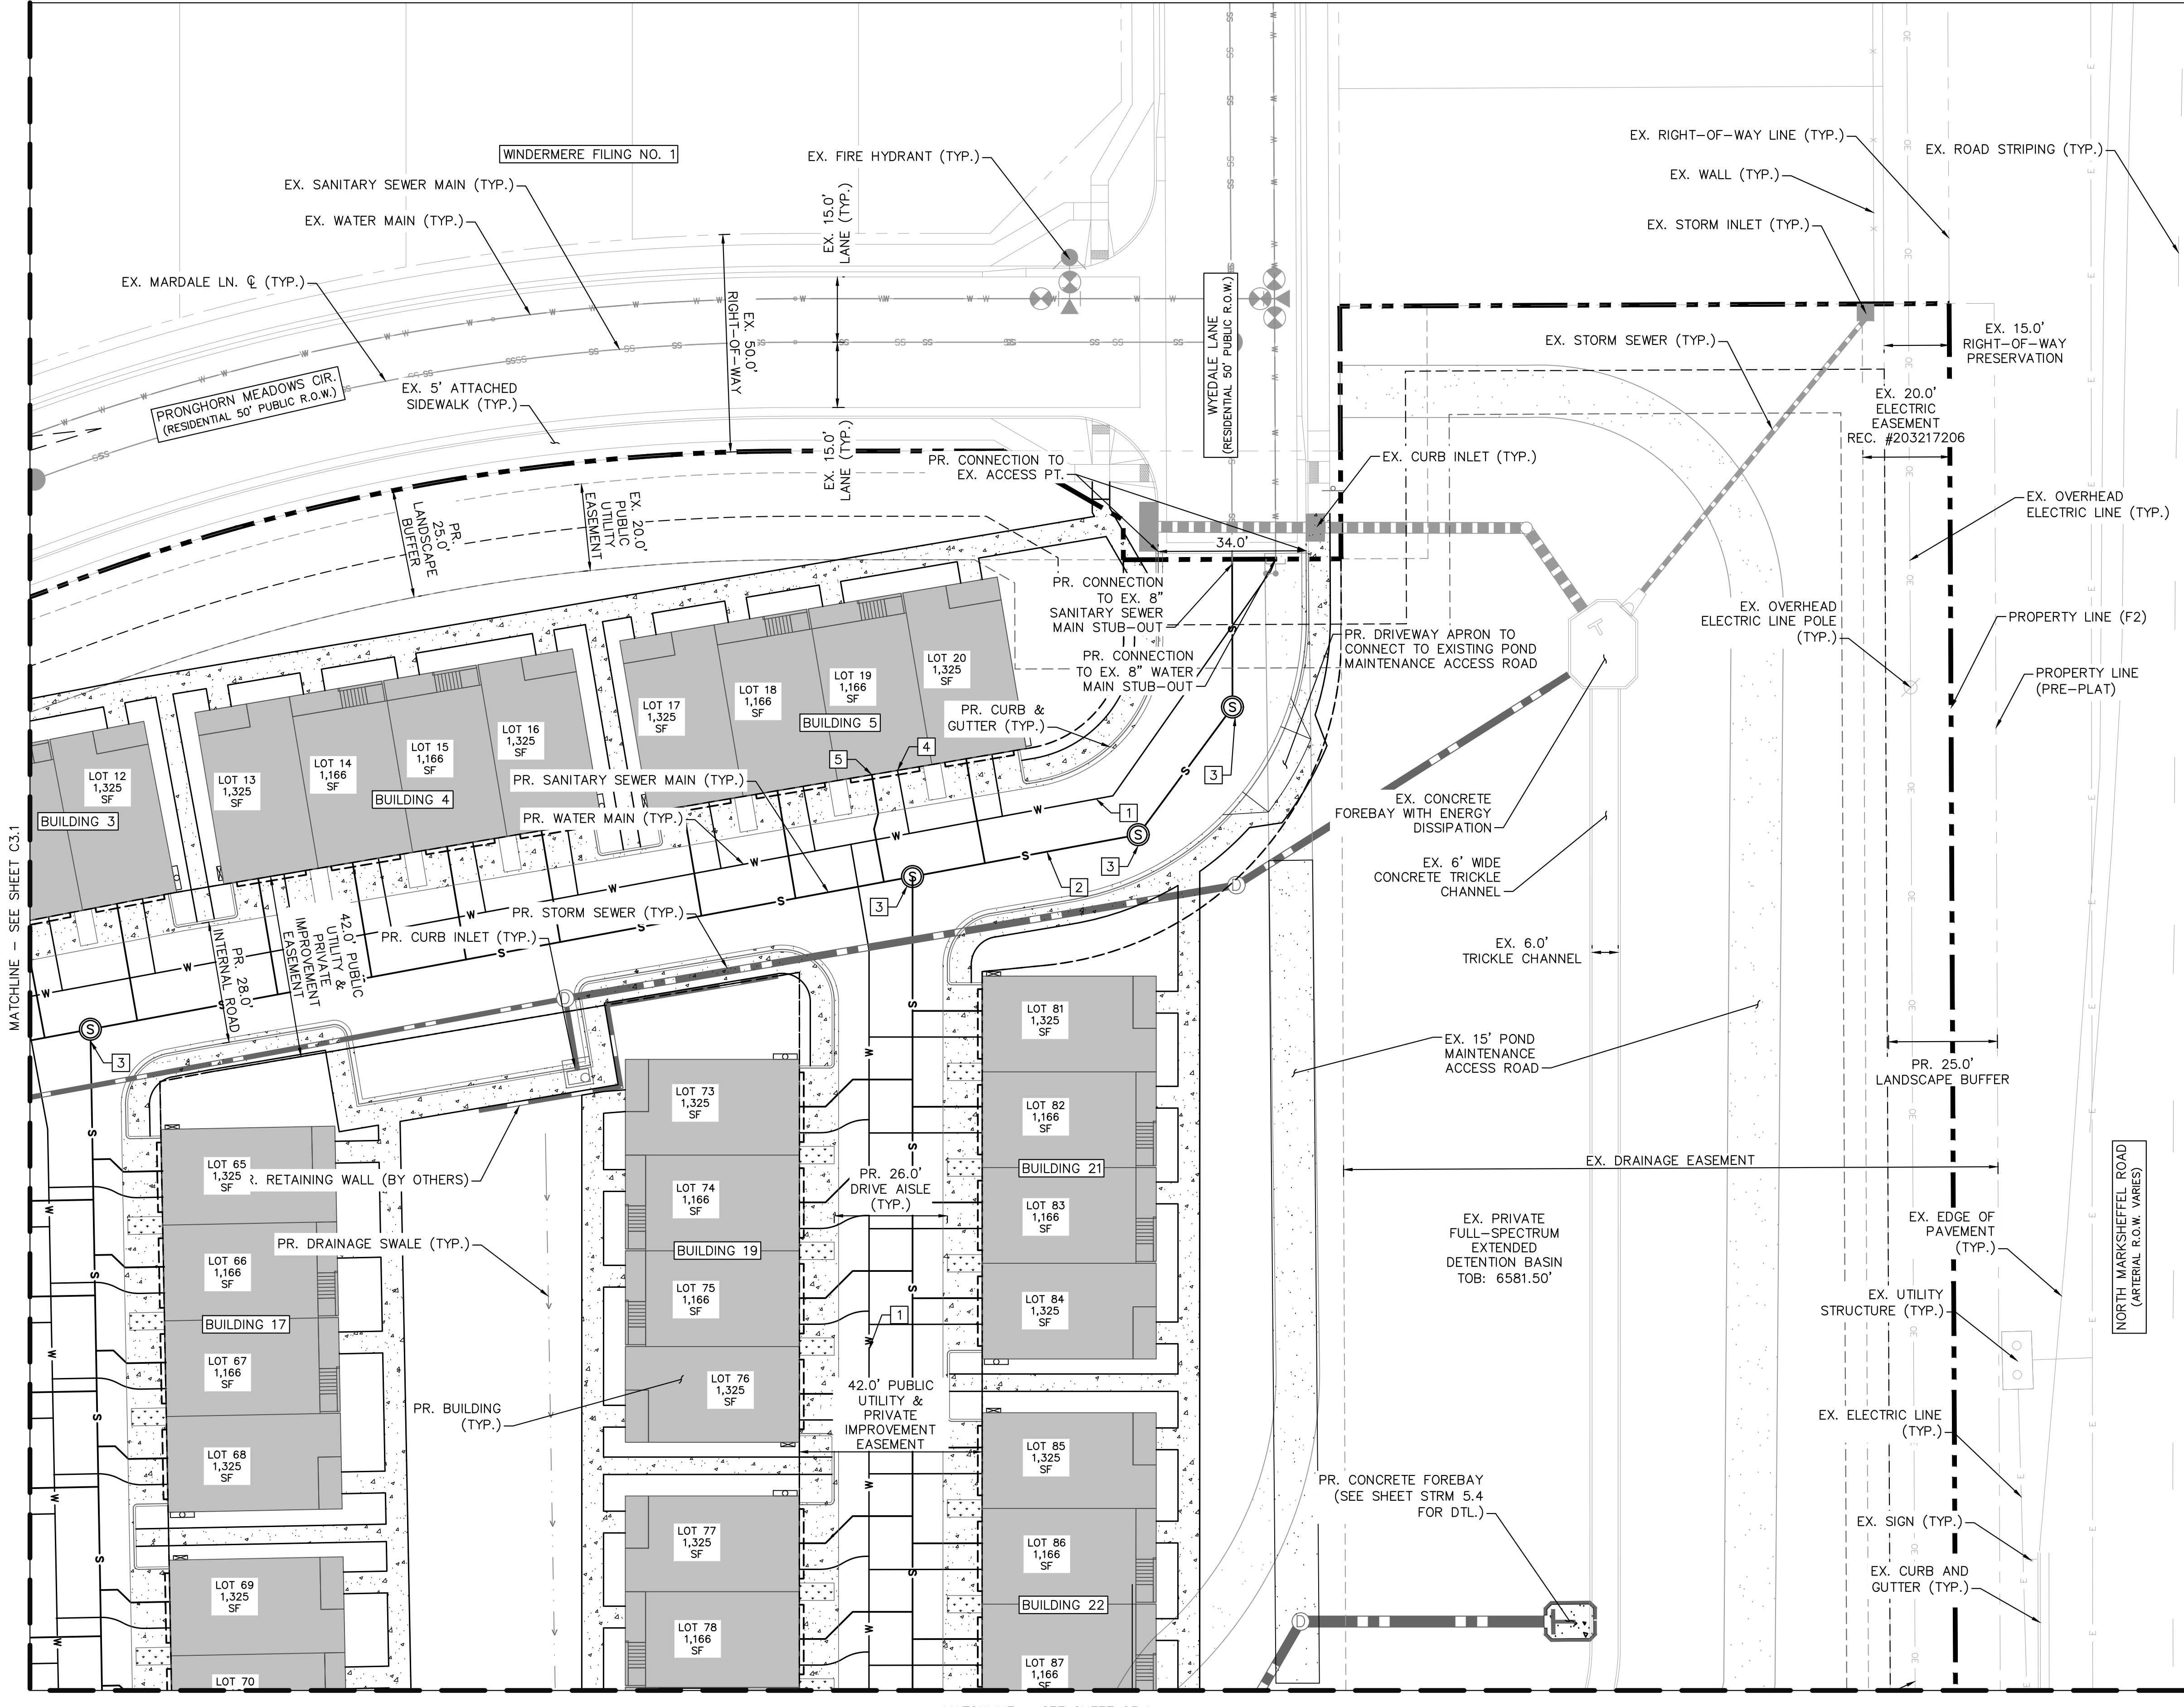 WINDERMERE FILING NO. 1
EX. FIRE HYDRANT (TYP.)
EX. SANITARY SEWER MAIN (TYP.)
EX. WATER MAIN (TYP.)
EX. MARDALE LN. ℄ (TYP.)
PRONGHORN MEADOWS CIR.
(RESIDENTIAL 50' PUBLIC R.O.W.)
EX. 5' ATTACHED
SIDEWALK (TYP.)
EX. 15.0'
LANE (TYP.)
EX. 50.0'
RIGHT-OF-WAY
EX. 15.0'
LANE (TYP.)
WYEDALE LANE
(RESIDENTIAL 50' PUBLIC R.O.W.)
EX. RIGHT-OF-WAY LINE (TYP.)
EX. ROAD STRIPING (TYP.)
EX. WALL (TYP.)
EX. STORM INLET (TYP.)
EX. STORM SEWER (TYP.)
EX. 15.0'
RIGHT-OF-WAY
PRESERVATION
EX. 20.0'
ELECTRIC
EASEMENT
REC. #203217206
EX. CURB INLET (TYP.)
EX. OVERHEAD
ELECTRIC LINE (TYP.)
PR. CONNECTION TO
EX. ACCESS PT.
34.0'
PR.
25.0'
LANDSCAPE
BUFFER
EX. 20.0'
PUBLIC
UTILITY
EASEMENT
PR. CONNECTION
TO EX. 8"
SANITARY SEWER
MAIN STUB-OUT
PR. CONNECTION
TO EX. 8" WATER
MAIN STUB-OUT
PR. CURB &
GUTTER (TYP.)
PR. DRIVEWAY APRON TO
CONNECT TO EXISTING POND
MAINTENANCE ACCESS ROAD
EX. OVERHEAD
ELECTRIC LINE POLE
(TYP.)
PROPERTY LINE (F2)
PROPERTY LINE
(PRE-PLAT)
LOT 12
1,325
SF
BUILDING 3
LOT 13
1,325
SF
LOT 14
1,166
SF
LOT 15
1,166
SF
LOT 16
1,325
SF
BUILDING 4
LOT 17
1,325
SF
LOT 18
1,166
SF
LOT 19
1,166
SF
LOT 20
1,325
SF
BUILDING 5
5
4
3
1
3
2
3
3
PR. SANITARY SEWER MAIN (TYP.)
PR. WATER MAIN (TYP.)
PR. STORM SEWER (TYP.)
PR. CURB INLET (TYP.)
MATCHLINE - SEE SHEET C3.1
PR. 28.0'
INTERNAL ROAD
42.0' PUBLIC
UTILITY &
PRIVATE
IMPROVEMENT
EASEMENT
EX. CONCRETE
FOREBAY WITH ENERGY
DISSIPATION
EX. 6' WIDE
CONCRETE TRICKLE
CHANNEL
EX. 6.0'
TRICKLE CHANNEL
EX. 15' POND
MAINTENANCE
ACCESS ROAD
PR. 25.0'
LANDSCAPE BUFFER
EX. DRAINAGE EASEMENT
EX. PRIVATE
FULL-SPECTRUM
EXTENDED
DETENTION BASIN
TOB: 6581.50'
NORTH MARKSHEFFEL ROAD
(ARTERIAL R.O.W. VARIES)
EX. EDGE OF
PAVEMENT
(TYP.)
EX. UTILITY
STRUCTURE (TYP.)
EX. ELECTRIC LINE
(TYP.)
EX. SIGN (TYP.)
EX. CURB AND
GUTTER (TYP.)
PR. CONCRETE FOREBAY
(SEE SHEET STRM 5.4
FOR DTL.)
LOT 65
1,325
SF
R. RETAINING WALL (BY OTHERS)
LOT 66
1,166
SF
PR. DRAINAGE SWALE (TYP.)
BUILDING 17
LOT 67
1,166
SF
LOT 68
1,325
SF
PR. BUILDING
(TYP.)
LOT 69
1,325
SF
LOT 70
LOT 73
1,325
SF
LOT 74
1,166
SF
BUILDING 19
LOT 75
1,166
SF
LOT 76
1,325
SF
LOT 77
1,325
SF
LOT 78
1,166
SF
PR. 26.0'
DRIVE AISLE
(TYP.)
1
42.0' PUBLIC
UTILITY &
PRIVATE
IMPROVEMENT
EASEMENT
LOT 81
1,325
SF
LOT 82
1,166
SF
BUILDING 21
LOT 83
1,166
SF
LOT 84
1,325
SF
LOT 85
1,325
SF
LOT 86
1,166
SF
BUILDING 22
LOT 87
1,166
SF